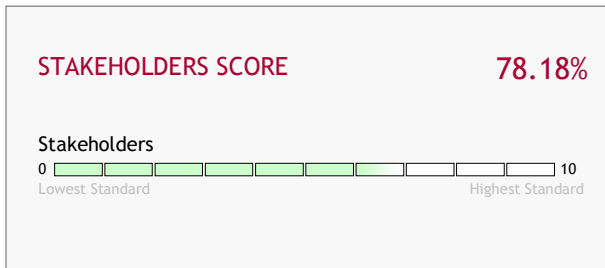 STAKEHOLDERS SCORE 78.18%
Stakeholders
0 10
Lowest Standard Highest Standard